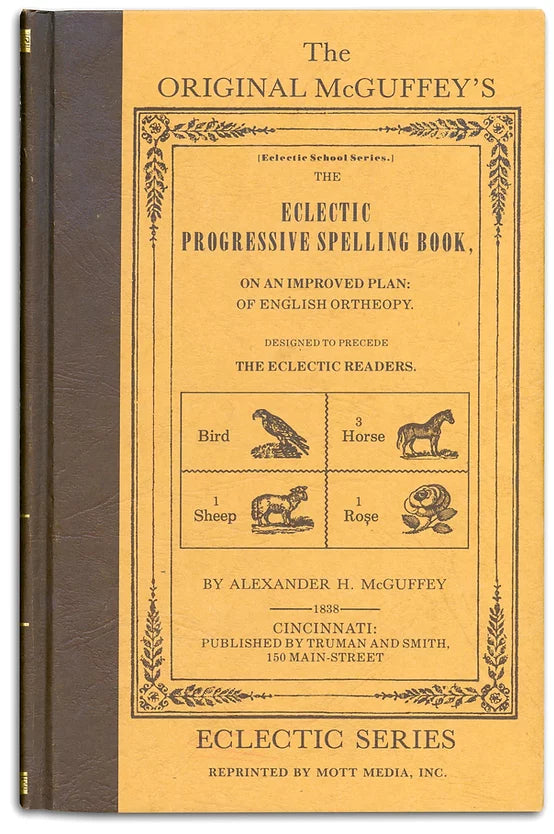 The
ORIGINAL McGUFFEY'S
[Eclectic School Series.]
THE
ECLECTIC
PROGRESSIVE SPELLING BOOK,
ON AN IMPROVED PLAN:
OF ENGLISH ORTHEOPY.
DESIGNED TO PRECEDE
THE ECLECTIC READERS.
Bird
3
Horse
1
Sheep
1
Roşe
BY ALEXANDER H. McGUFFEY
1838
CINCINNATI:
PUBLISHED BY TRUMAN AND SMITH,
150 MAIN-STREET
ECLECTIC SERIES
REPRINTED BY MOTT MEDIA, INC.